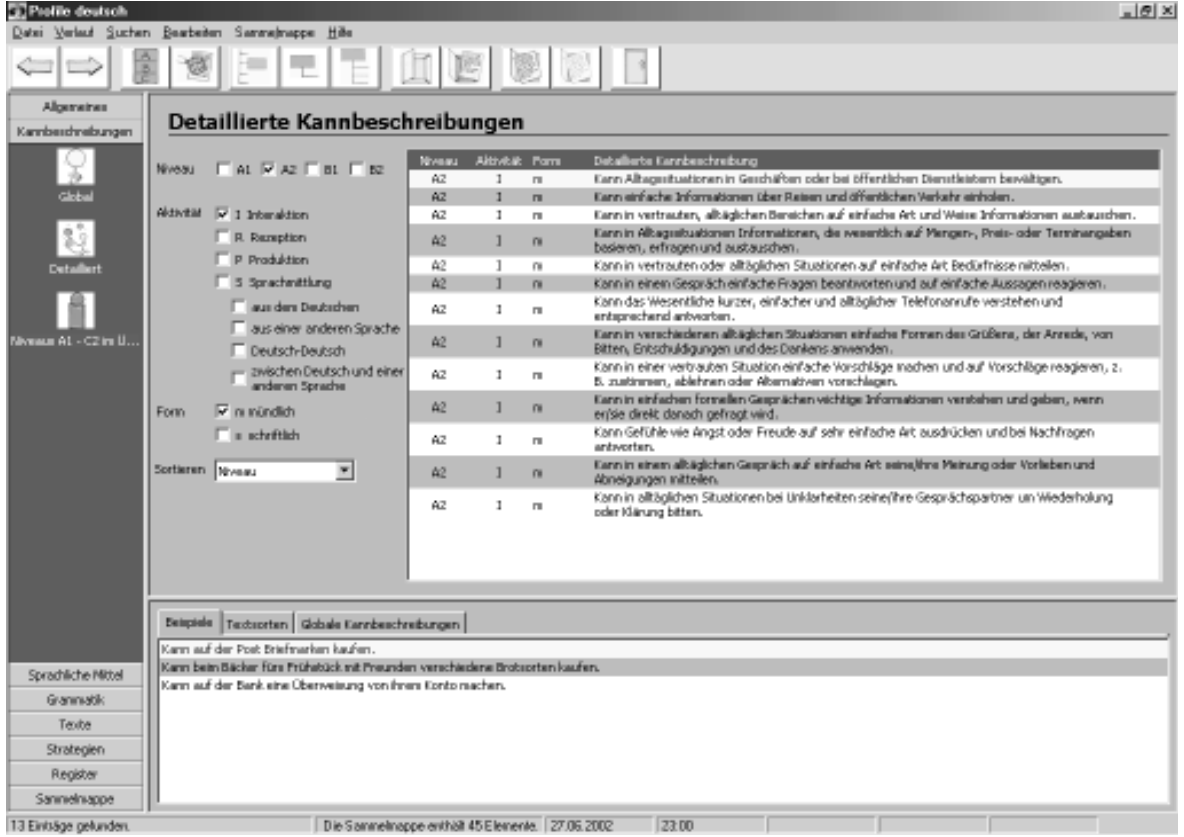 Profile deutsch
Datei Verlauf Suchen Bearbeiten Sammelmappe Hilfe
Allgemeines
Kannbeschreibungen
Global
Detailliert
Niveaus A1 - C2 im U...
Sprachliche Mittel
Grammatik
Texte
Strategien
Register
Sammelmappe
Detaillierte Kannbeschreibungen
Niveau A1 A2 B1 B2
Aktivität I Interaktion
R Rezeption
P Produktion
S Sprachmittlung
aus dem Deutschen
aus einer anderen Sprache
Deutsch-Deutsch
zwischen Deutsch und einer
anderen Sprache
Form m mündlich
s schriftlich
Sortieren Niveau
Niveau Aktivität Form Detaillierte Kannbeschreibung
A2 I m Kann Alltagssituationen in Geschäften oder bei öffentlichen Dienstleistern bewältigen.
A2 I m Kann einfache Informationen über Reisen und öffentlichen Verkehr einholen.
A2 I m Kann in vertrauten, alltäglichen Bereichen auf einfache Art und Weise Informationen austauschen.
A2 I m Kann in Alltagssituationen Informationen, die wesentlich auf Mengen-, Preis- oder Terminangaben
basieren, erfragen und austauschen.
A2 I m Kann in vertrauten oder alltäglichen Situationen auf einfache Art Bedürfnisse mitteilen.
A2 I m Kann in einem Gespräch einfache Fragen beantworten und auf einfache Aussagen reagieren.
A2 I m Kann das Wesentliche kurzer, einfacher und alltäglicher Telefonanrufe verstehen und
entsprechend antworten.
A2 I m Kann in verschiedenen alltäglichen Situationen einfache Formen des Grüßens, der Anrede, von
Bitten, Entschuldigungen und des Dankens anwenden.
A2 I m Kann in einer vertrauten Situation einfache Vorschläge machen und auf Vorschläge reagieren, z.
B. zustimmen, ablehnen oder Alternativen vorschlagen.
A2 I m Kann in einfachen formellen Gesprächen wichtige Informationen verstehen und geben, wenn
er/sie direkt danach gefragt wird.
A2 I m Kann Gefühle wie Angst oder Freude auf sehr einfache Art ausdrücken und bei Nachfragen
antworten.
A2 I m Kann in einem alltäglichen Gespräch auf einfache Art seine/ihre Meinung oder Vorlieben und
Abneigungen mitteilen.
A2 I m Kann in alltäglichen Situationen bei Unklarheiten seine/ihre Gesprächspartner um Wiederholung
oder Klärung bitten.
Beispiele Textsorten Globale Kannbeschreibungen
Kann auf der Post Briefmarken kaufen.
Kann beim Bäcker fürs Frühstück mit Freunden verschiedene Brotsorten kaufen.
Kann auf der Bank eine Überweisung von ihrem Konto machen.
13 Einträge gefunden. Die Sammelmappe enthält 45 Elemente. 27.06.2002 23:00